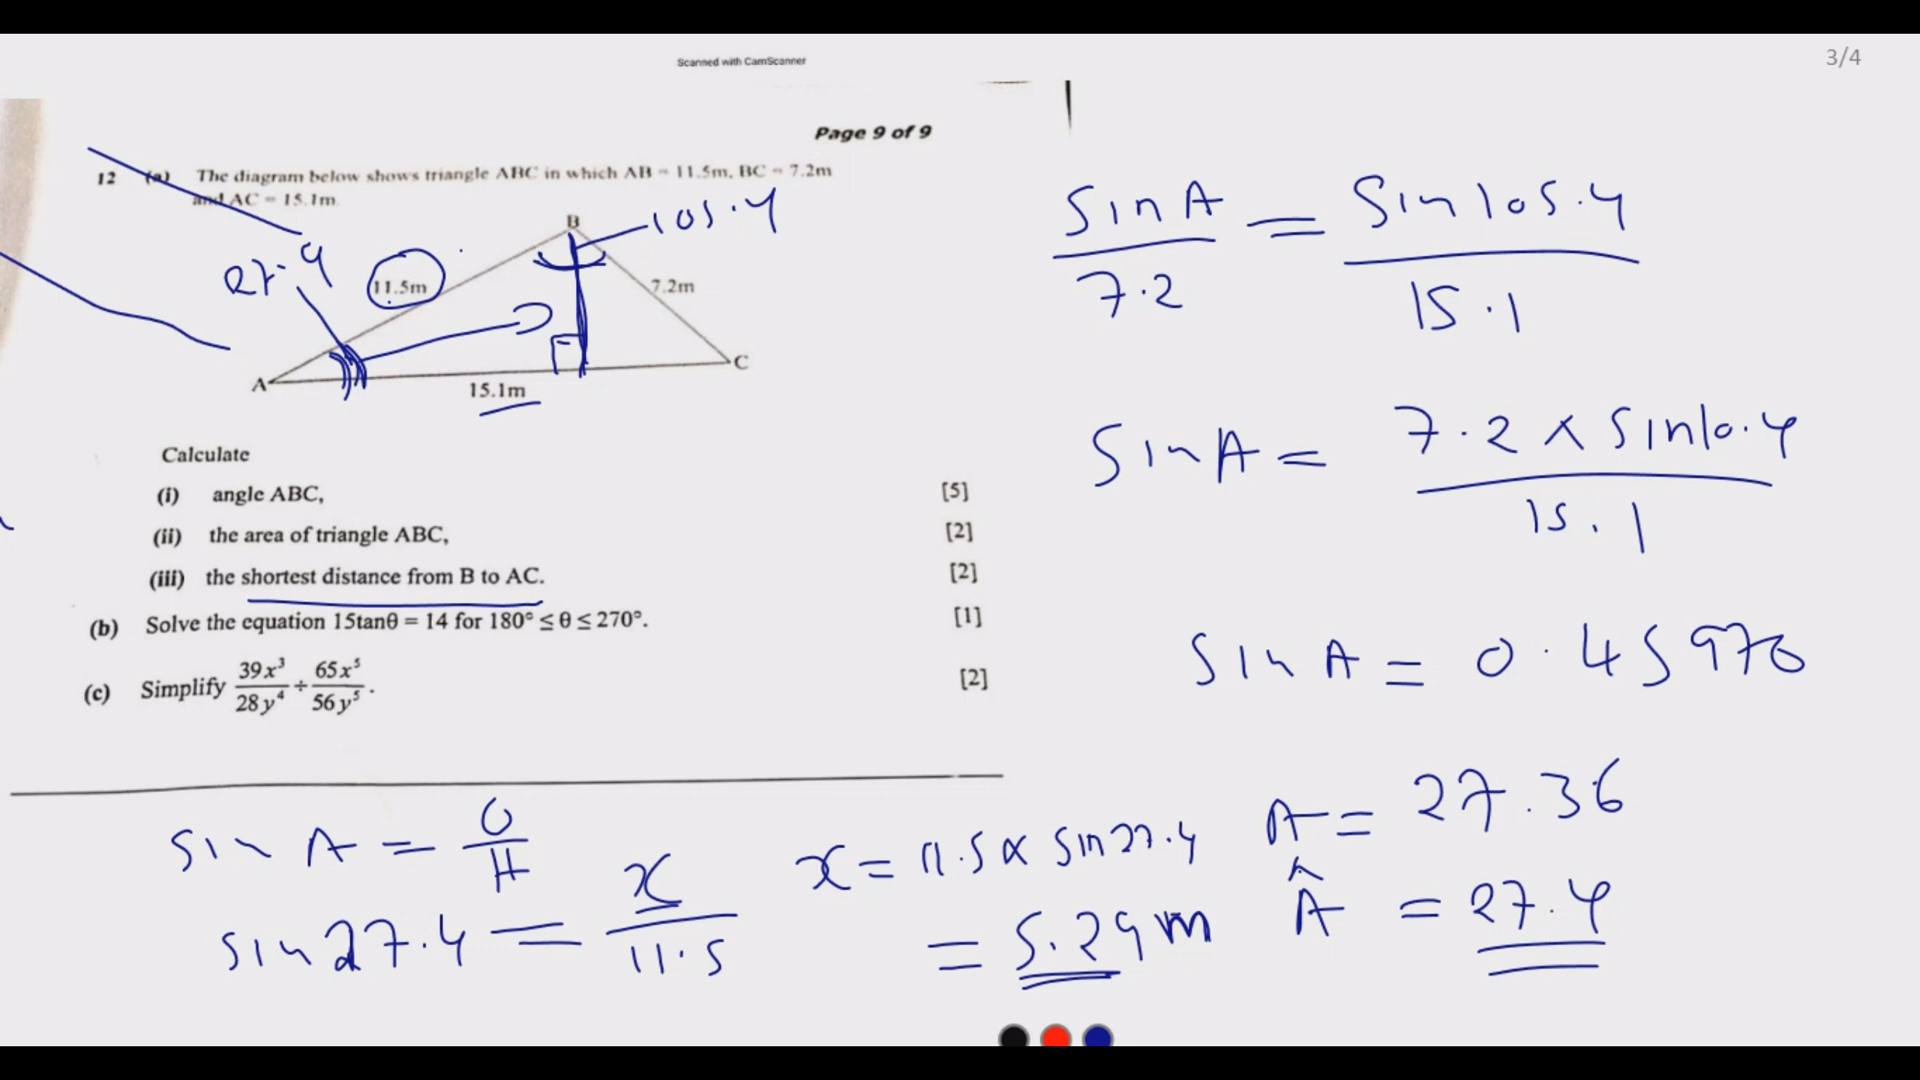 Scanned with CamScanner
3/4
Page 9 of 9
12 (a) The diagram below shows triangle ABC in which AB = 11.5m, BC = 7.2m
and AC = 15.1m.
B
105.4
27.4
11.5m
7.2m
A
C
15.1m
Calculate
(i) angle ABC, [5]
(ii) the area of triangle ABC, [2]
(iii) the shortest distance from B to AC. [2]
(b) Solve the equation 15tanθ = 14 for 180° ≤ θ ≤ 270°. [1]
(c) Simplify 39x³/28y⁴ ÷ 65x⁵/56y⁵. [2]
Sin A/7.2 = Sin 105.4/15.1
Sin A = 7.2 × Sin10.4/15.1
Sin A = 0.45970
A = 27.36
Â = 27.4
sin A = O/H
sin 27.4 = x/11.5
x = 11.5 × sin 27.4
= 5.29m